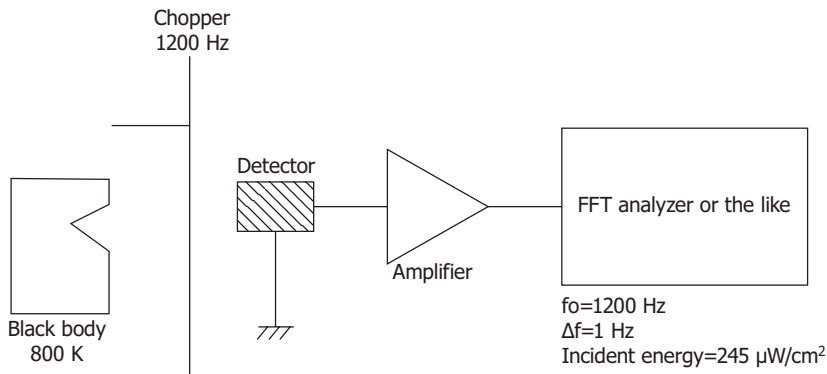 Chopper
1200 Hz
Detector
FFT analyzer or the like
Amplifier
Black body
800 K
fo=1200 Hz
Δf=1 Hz
Incident energy=245 μW/cm²